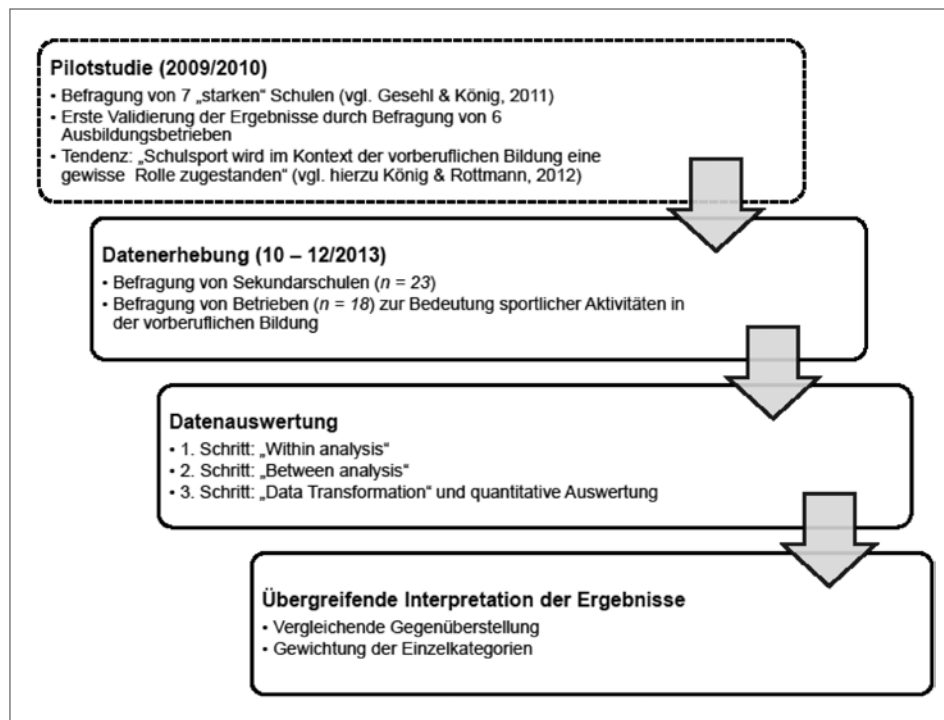 Pilotstudie (2009/2010)
• Befragung von 7 „starken“ Schulen (vgl. Gesehl & König, 2011)
• Erste Validierung der Ergebnisse durch Befragung von 6
Ausbildungsbetrieben
• Tendenz: „Schulsport wird im Kontext der vorberuflichen Bildung eine
gewisse Rolle zugestanden“ (vgl. hierzu König & Rottmann, 2012)
Datenerhebung (10 – 12/2013)
• Befragung von Sekundarschulen (n = 23)
• Befragung von Betrieben (n = 18) zur Bedeutung sportlicher Aktivitäten in
der vorberuflichen Bildung
Datenauswertung
• 1. Schritt: „Within analysis“
• 2. Schritt: „Between analysis“
• 3. Schritt: „Data Transformation“ und quantitative Auswertung
Übergreifende Interpretation der Ergebnisse
• Vergleichende Gegenüberstellung
• Gewichtung der Einzelkategorien